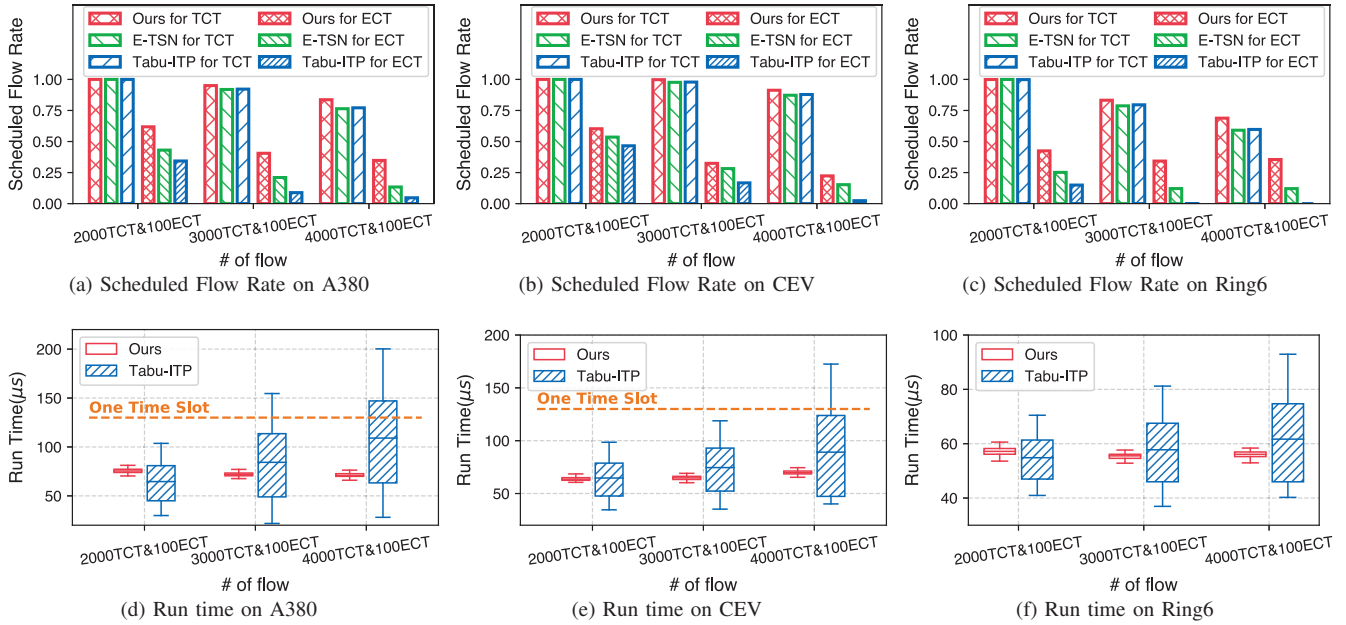 Ours for TCT
Ours for ECT
E-TSN for TCT
E-TSN for ECT
Tabu-ITP for TCT
Tabu-ITP for ECT
Scheduled Flow Rate
1.00
0.75
0.50
0.25
0.00
2000TCT&100ECT
3000TCT&100ECT
4000TCT&100ECT
# of flow
(a) Scheduled Flow Rate on A380
Ours for TCT
Ours for ECT
E-TSN for TCT
E-TSN for ECT
Tabu-ITP for TCT
Tabu-ITP for ECT
Scheduled Flow Rate
1.00
0.75
0.50
0.25
0.00
2000TCT&100ECT
3000TCT&100ECT
4000TCT&100ECT
# of flow
(b) Scheduled Flow Rate on CEV
Ours for TCT
Ours for ECT
E-TSN for TCT
E-TSN for ECT
Tabu-ITP for TCT
Tabu-ITP for ECT
Scheduled Flow Rate
1.00
0.75
0.50
0.25
0.00
2000TCT&100ECT
3000TCT&100ECT
4000TCT&100ECT
# of flow
(c) Scheduled Flow Rate on Ring6
Ours
Tabu-ITP
One Time Slot
Run Time(μs)
200
150
100
50
2000TCT&100ECT
3000TCT&100ECT
4000TCT&100ECT
# of flow
(d) Run time on A380
Ours
Tabu-ITP
One Time Slot
Run Time(μs)
200
150
100
50
2000TCT&100ECT
3000TCT&100ECT
4000TCT&100ECT
# of flow
(e) Run time on CEV
Ours
Tabu-ITP
Run Time(μs)
100
80
60
40
2000TCT&100ECT
3000TCT&100ECT
4000TCT&100ECT
# of flow
(f) Run time on Ring6